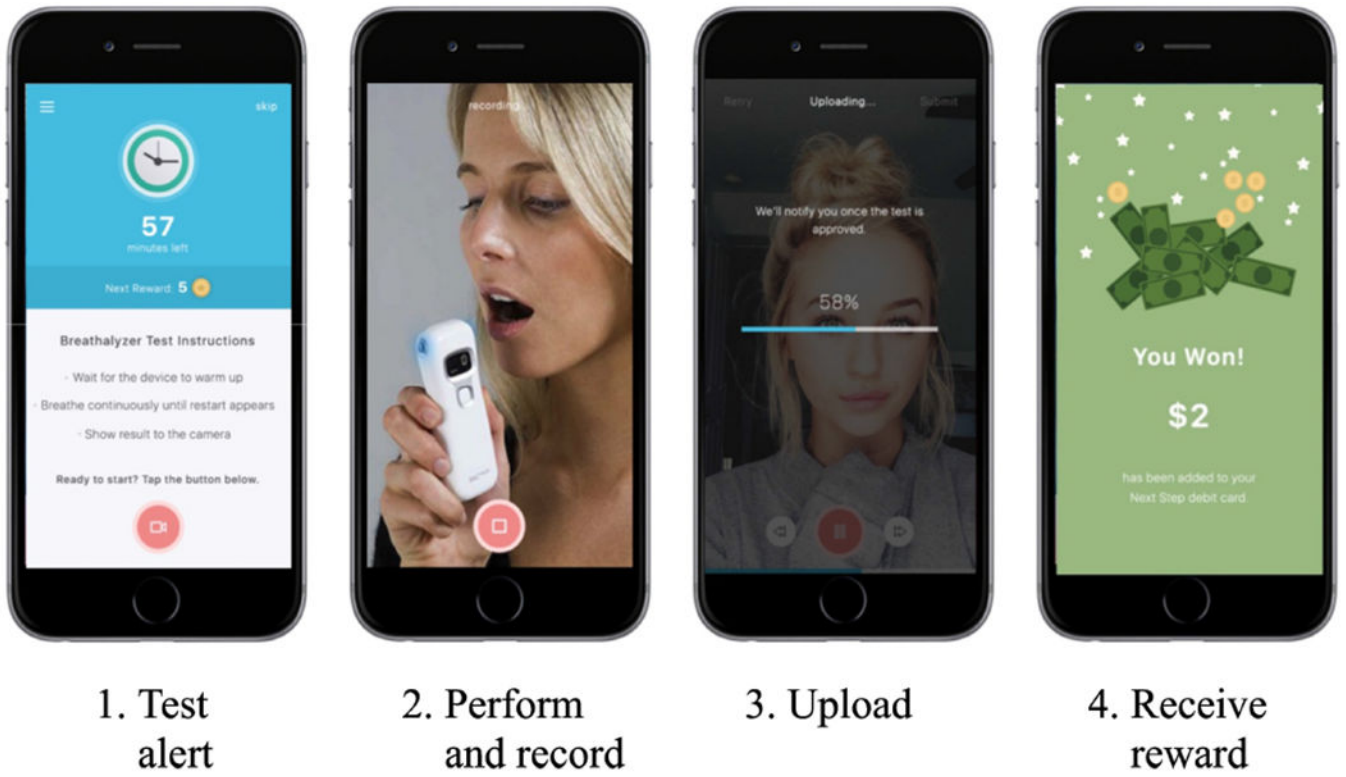 skip
57
minutes left
Next Reward: 5
Breathalyzer Test Instructions
◦ Wait for the device to warm up
◦ Breathe continuously until restart appears
◦ Show result to the camera
Ready to start? Tap the button below.
recording...
Retry Uploading... Submit
We'll notify you once the test is
approved.
58%
You Won!
$2
has been added to your
Next Step debit card.
1. Test
alert
2. Perform
and record
3. Upload
4. Receive
reward